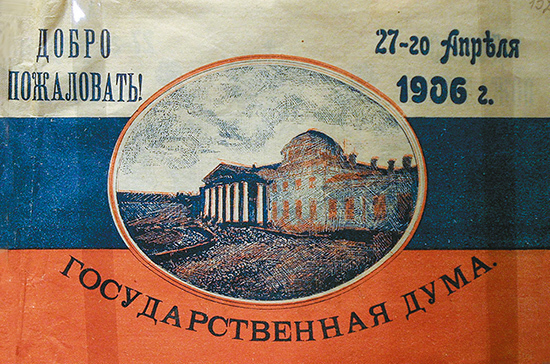 ДОБРО
ПОЖАЛОВАТЬ!
27-го Апрѣля
1906 г.
ГОСУДАРСТВЕННАЯ ДУМА.